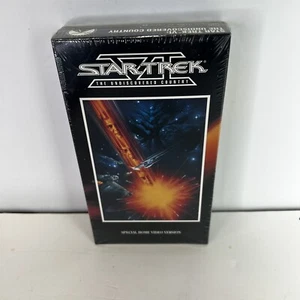 STAR TREK VI
THE UNDISCOVERED COUNTRY
SPECIAL HOME VIDEO VERSION